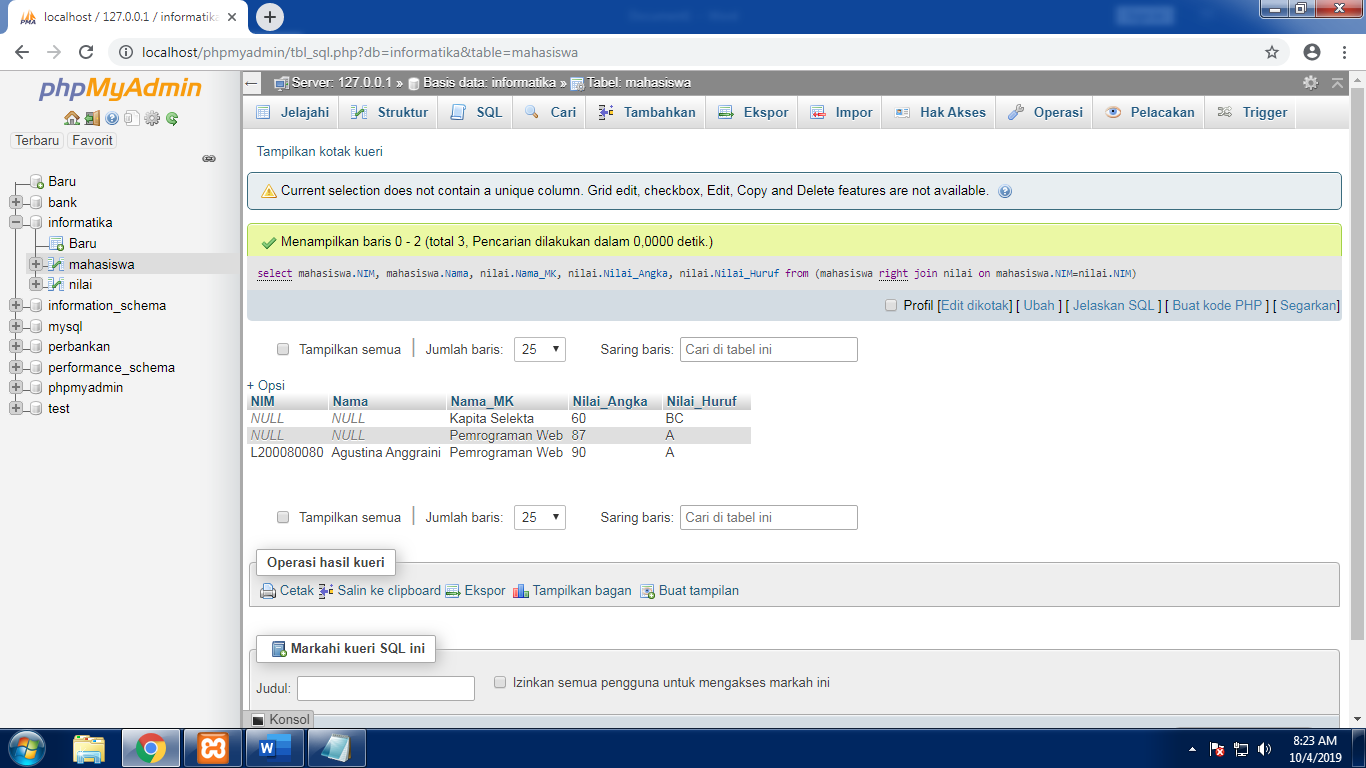 localhost / 127.0.0.1 / informatika
localhost/phpmyadmin/tbl_sql.php?db=informatika&table=mahasiswa
phpMyAdmin
Terbaru Favorit
Baru
bank
informatika
Baru
mahasiswa
nilai
information_schema
mysql
perbankan
performance_schema
phpmyadmin
test
Server: 127.0.0.1 » Basis data: informatika » Tabel: mahasiswa
Jelajahi Struktur SQL Cari Tambahkan Ekspor Impor Hak Akses Operasi Pelacakan Trigger
Tampilkan kotak kueri
Current selection does not contain a unique column. Grid edit, checkbox, Edit, Copy and Delete features are not available.
Menampilkan baris 0 - 2 (total 3, Pencarian dilakukan dalam 0,0000 detik.)
select mahasiswa.NIM, mahasiswa.Nama, nilai.Nama_MK, nilai.Nilai_Angka, nilai.Nilai_Huruf from (mahasiswa right join nilai on mahasiswa.NIM=nilai.NIM)
Profil [Edit dikotak] [ Ubah ] [ Jelaskan SQL ] [ Buat kode PHP ] [ Segarkan]
Tampilkan semua | Jumlah baris: 25 Saring baris: Cari di tabel ini
+ Opsi
NIM Nama Nama_MK Nilai_Angka Nilai_Huruf
NULL NULL Kapita Selekta 60 BC
NULL NULL Pemrograman Web 87 A
L200080080 Agustina Anggraini Pemrograman Web 90 A
Tampilkan semua | Jumlah baris: 25 Saring baris: Cari di tabel ini
Operasi hasil kueri
Cetak Salin ke clipboard Ekspor Tampilkan bagan Buat tampilan
Markahi kueri SQL ini
Judul: Izinkan semua pengguna untuk mengakses markah ini
Konsol
8:23 AM
10/4/2019